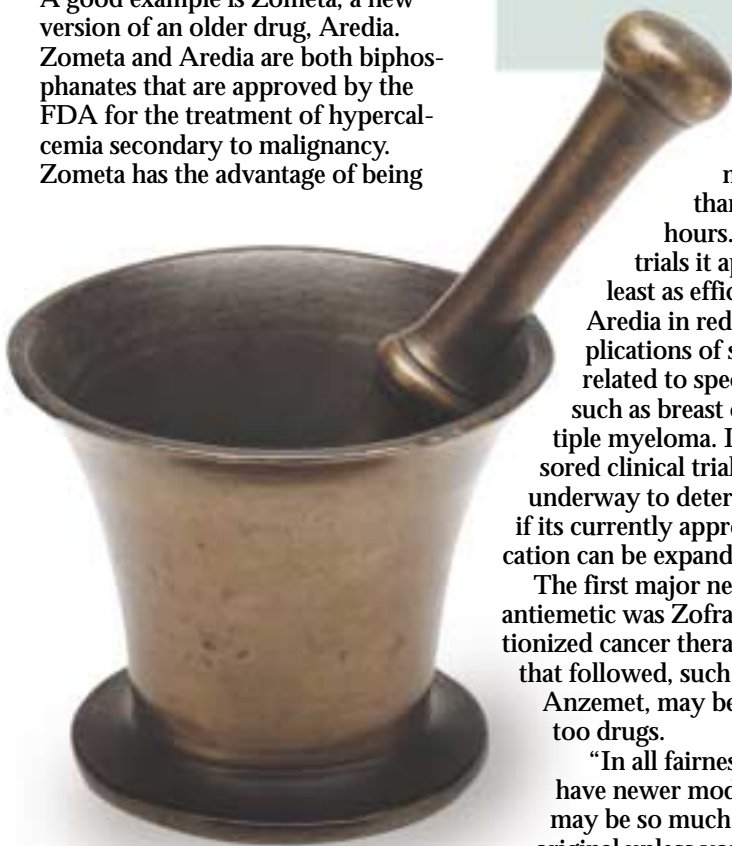 A good example is Zometa, a new
version of an older drug, Aredia.
Zometa and Aredia are both biphos-
phanates that are approved by the
FDA for the treatment of hypercal-
cemia secondary to malignancy.
Zometa has the advantage of being
than
hours.
trials it ap
least as effic
Aredia in red
plications of s
related to spec
such as breast
tiple myeloma. I
sored clinical trial
underway to deter
if its currently appr
cation can be expand
The first major ne
antiemetic was Zofra
tionized cancer thera
that followed, such
Anzemet, may be
too drugs.
“In all fairnes
have newer mod
may be so much
original unless